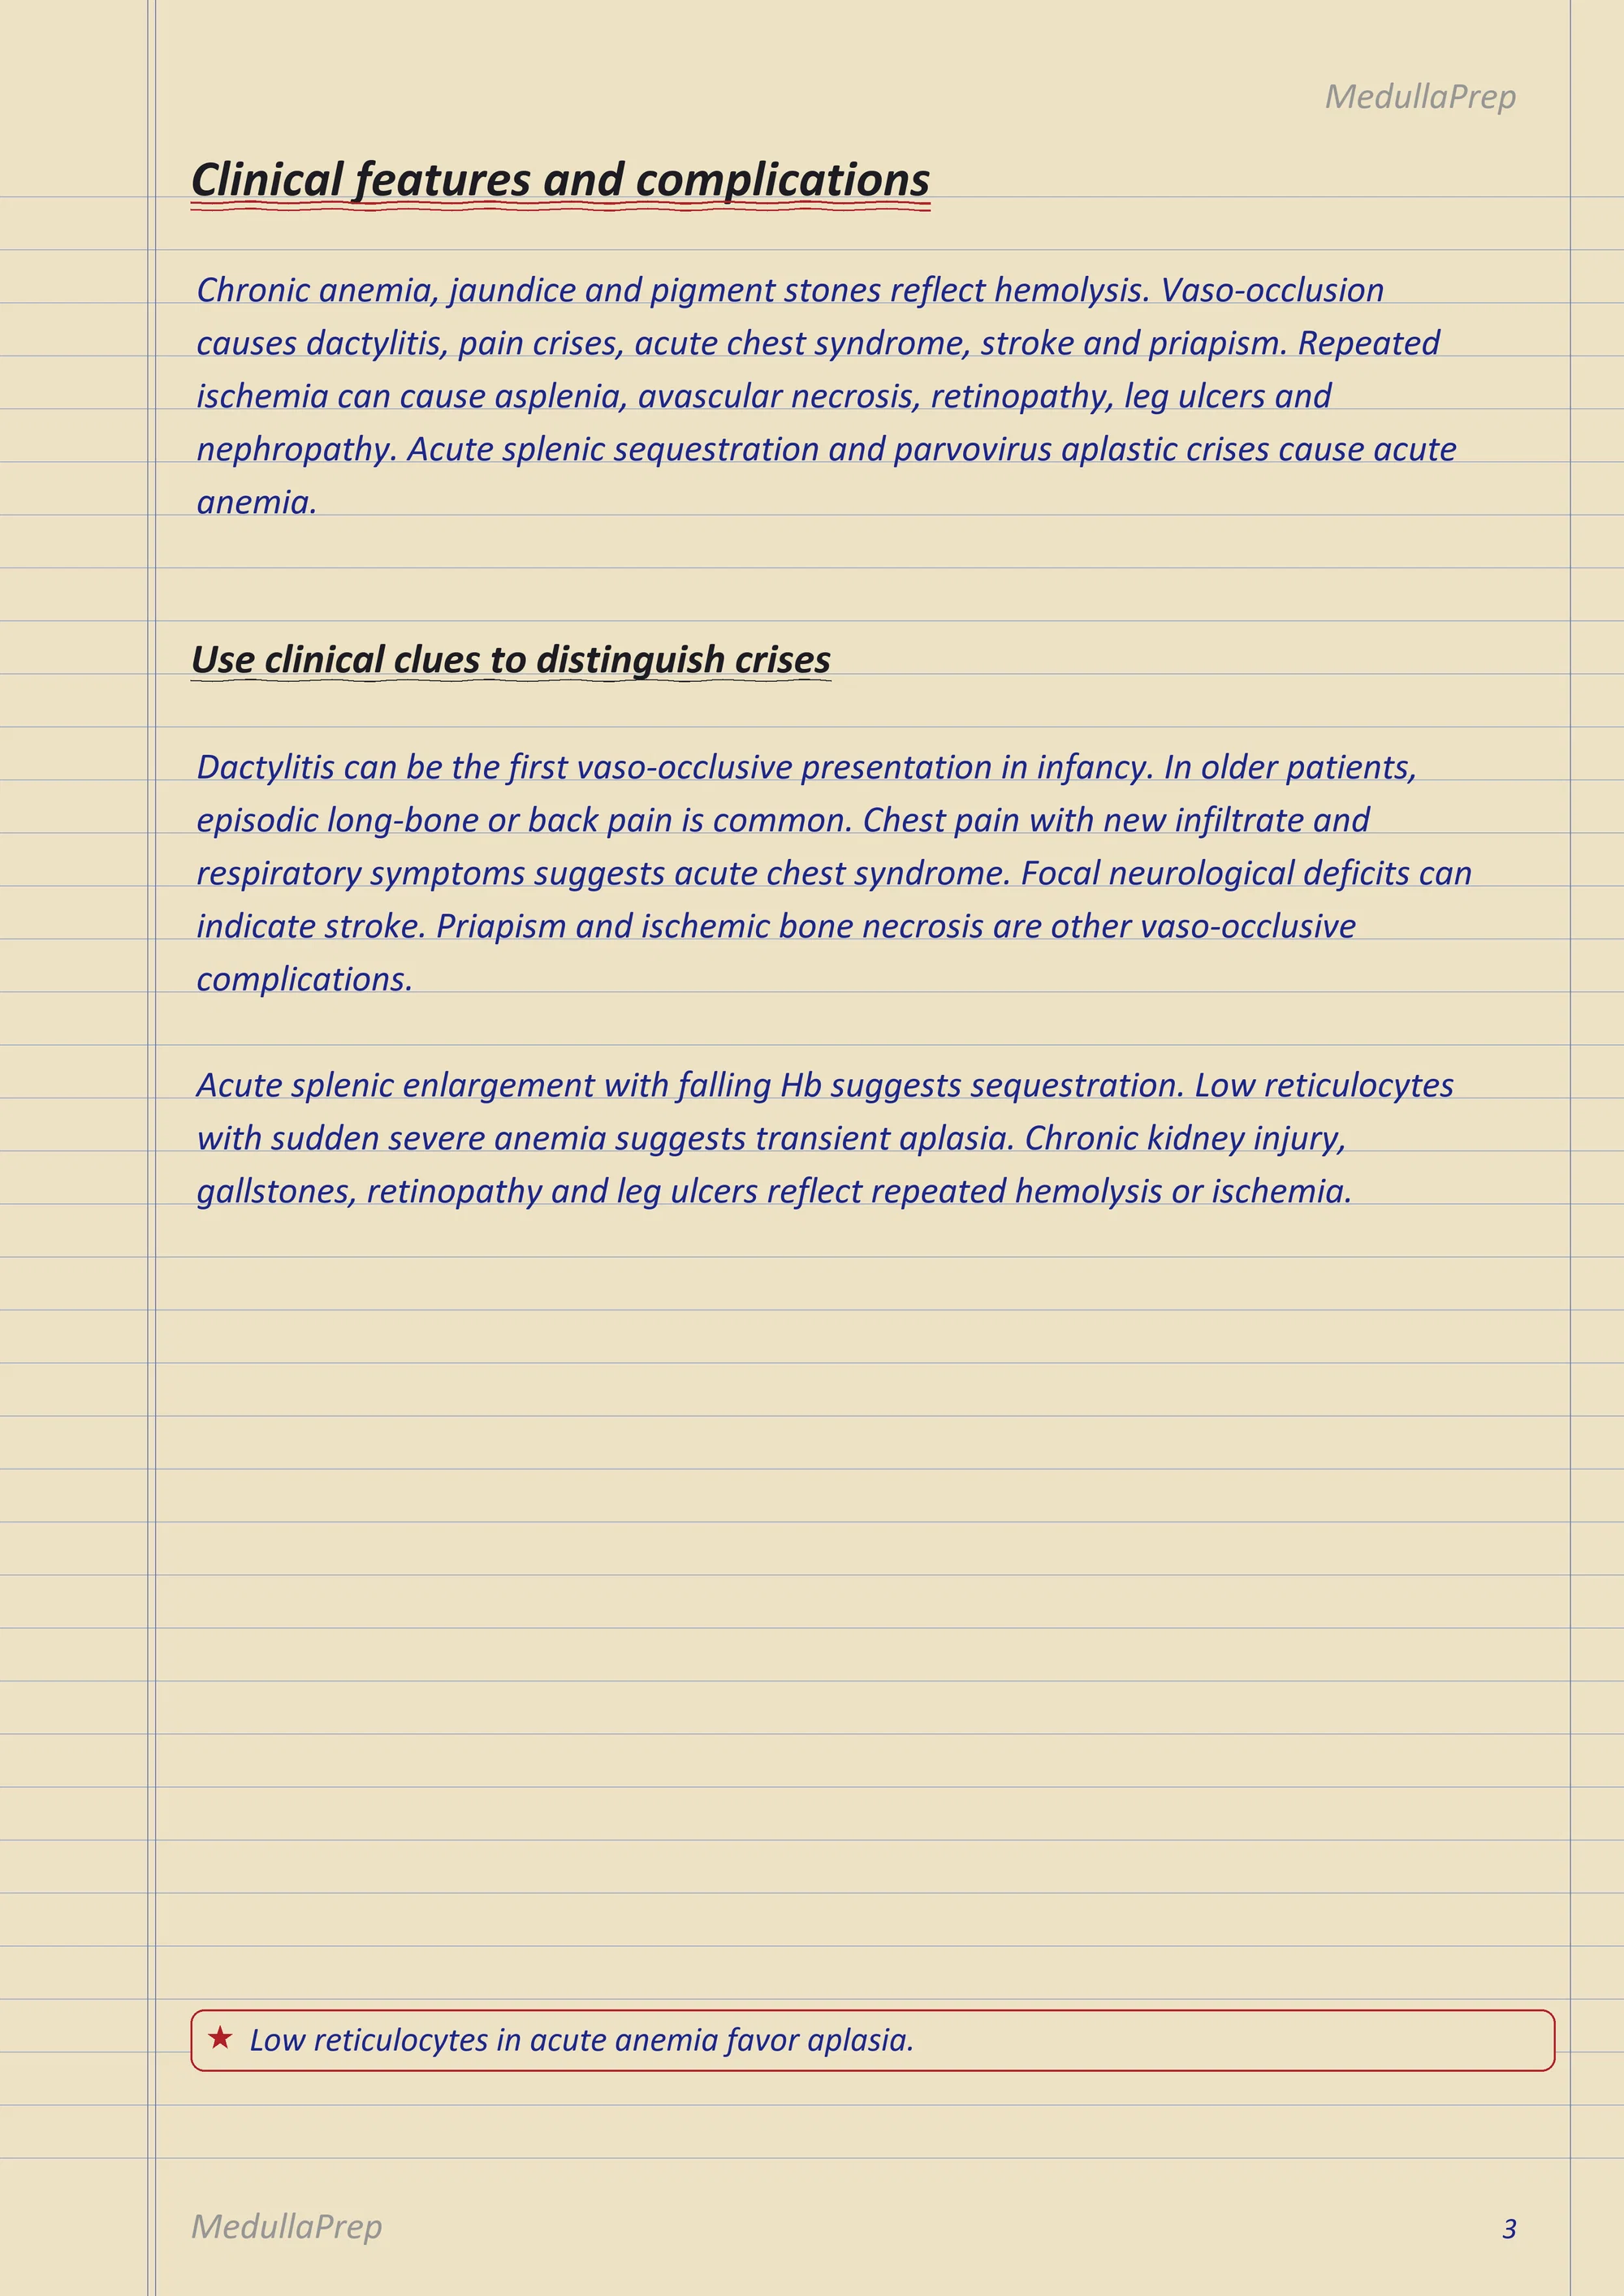 MedullaPrep
Clinical features and complications
Chronic anemia, jaundice and pigment stones reflect hemolysis. Vaso-occlusion
causes dactylitis, pain crises, acute chest syndrome, stroke and priapism. Repeated
ischemia can cause asplenia, avascular necrosis, retinopathy, leg ulcers and
nephropathy. Acute splenic sequestration and parvovirus aplastic crises cause acute
anemia.
Use clinical clues to distinguish crises
Dactylitis can be the first vaso-occlusive presentation in infancy. In older patients,
episodic long-bone or back pain is common. Chest pain with new infiltrate and
respiratory symptoms suggests acute chest syndrome. Focal neurological deficits can
indicate stroke. Priapism and ischemic bone necrosis are other vaso-occlusive
complications.
Acute splenic enlargement with falling Hb suggests sequestration. Low reticulocytes
with sudden severe anemia suggests transient aplasia. Chronic kidney injury,
gallstones, retinopathy and leg ulcers reflect repeated hemolysis or ischemia.
★ Low reticulocytes in acute anemia favor aplasia.
MedullaPrep
3